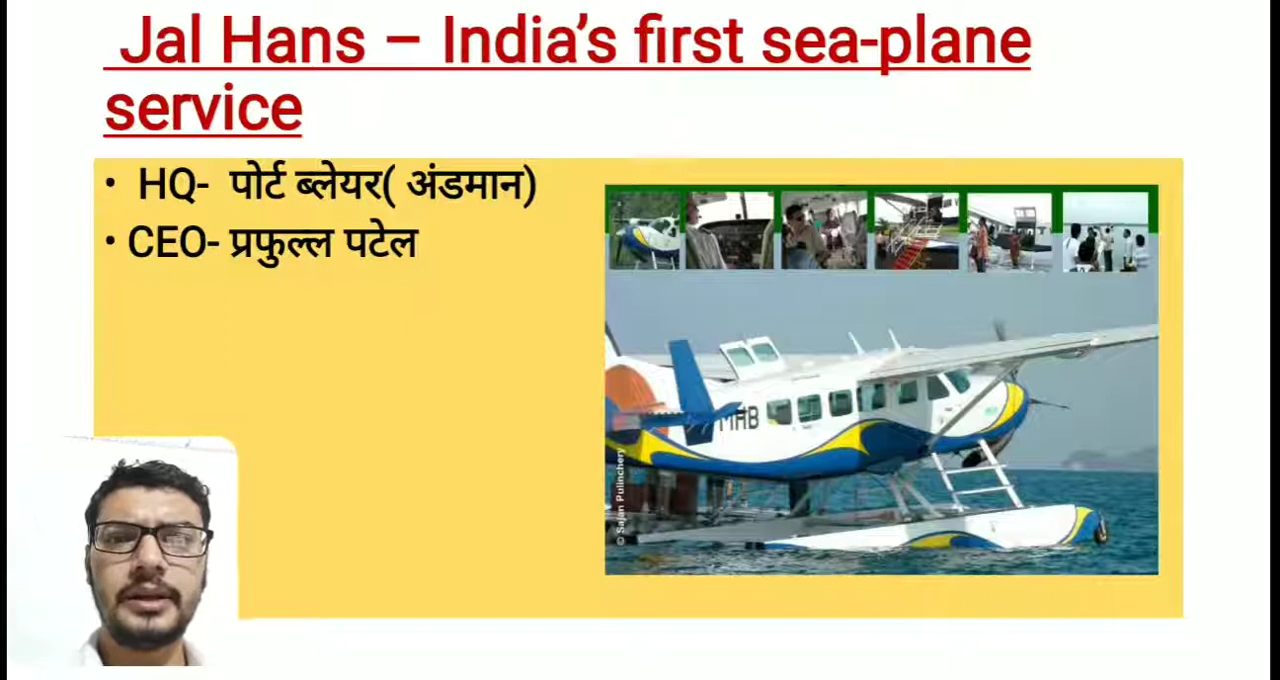 Jal Hans – India’s first sea-plane
service
• HQ- पोर्ट ब्लेयर( अंडमान)
• CEO- प्रफुल्ल पटेल
MHB
© Sajan Pulinchery